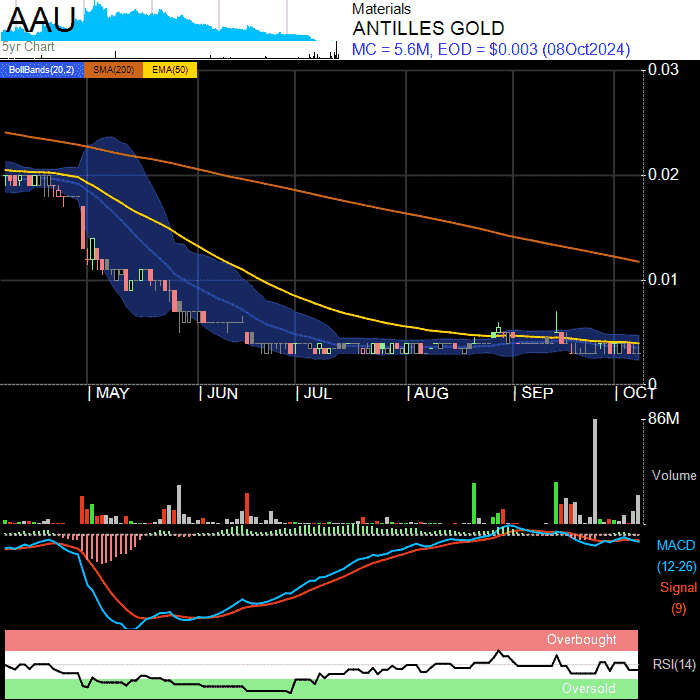 AAU
5yr Chart
Materials
ANTILLES GOLD
MC = 5.6M, EOD = $0.003 (08Oct2024)
BollBands(20,2) SMA(200) EMA(50)
0.03
0.02
0.01
0
MAY JUN JUL AUG SEP OCT
86M
Volume
MACD
(12-26)
Signal
(9)
Overbought
RSI(14)
Oversold